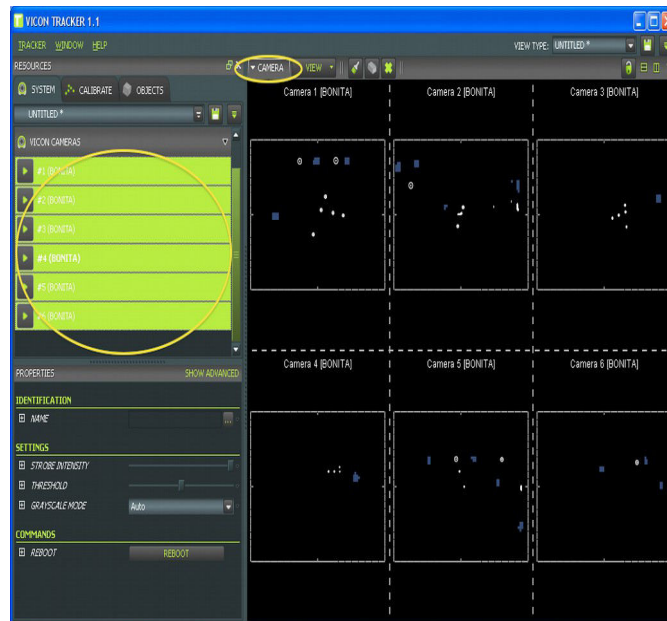 VICON TRACKER 1.1
TRACKER WINDOW HELP
VIEW TYPE: UNTITLED *
RESOURCES
CAMERA VIEW
SYSTEM CALIBRATE OBJECTS
UNTITLED *
VICON CAMERAS
#1 (BONITA)
#2 (BONITA)
#3 (BONITA)
#4 (BONITA)
#5 (BONITA)
#6 (BONITA)
PROPERTIES SHOW ADVANCED
IDENTIFICATION
NAME
...
SETTINGS
STROBE INTENSITY
THRESHOLD
GRAYSCALE MODE Auto
COMMANDS
REBOOT REBOOT
Camera 1 [BONITA] Camera 2 [BONITA] Camera 3 [BONITA]
Camera 4 [BONITA] Camera 5 [BONITA] Camera 6 [BONITA]